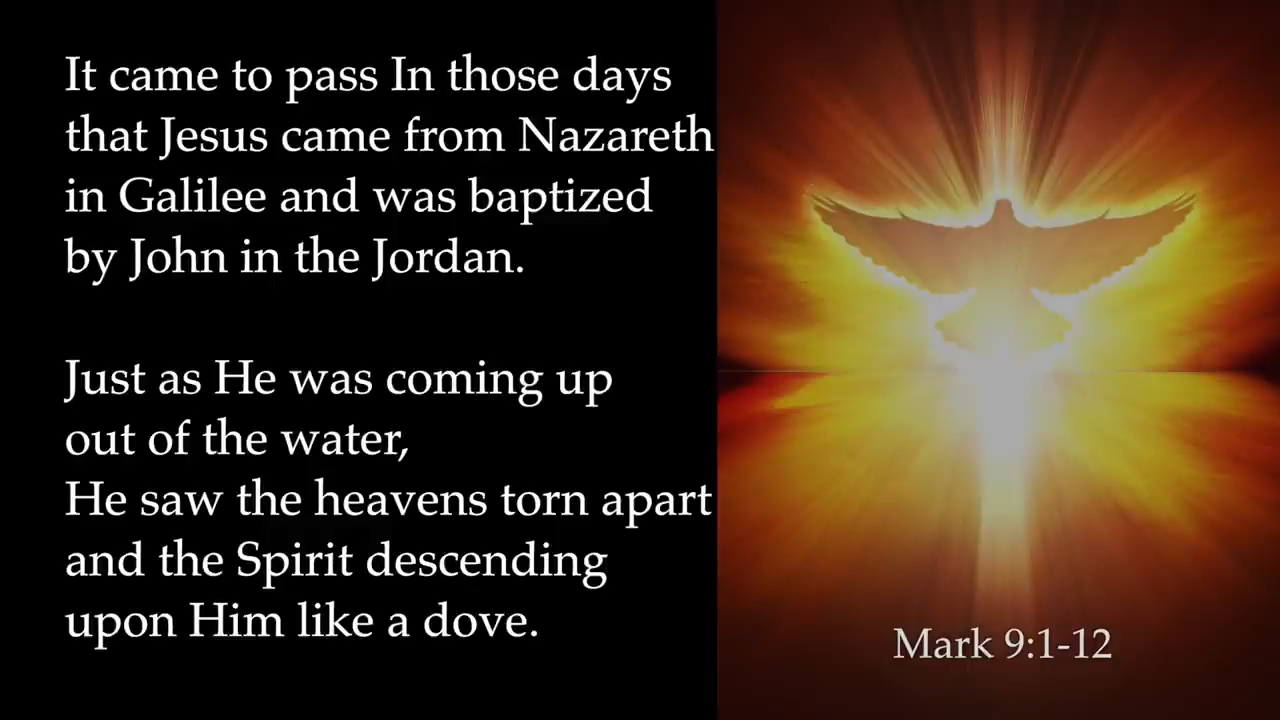 It came to pass In those days
that Jesus came from Nazareth
in Galilee and was baptized
by John in the Jordan.
Just as He was coming up
out of the water,
He saw the heavens torn apart
and the Spirit descending
upon Him like a dove.
Mark 9:1-12